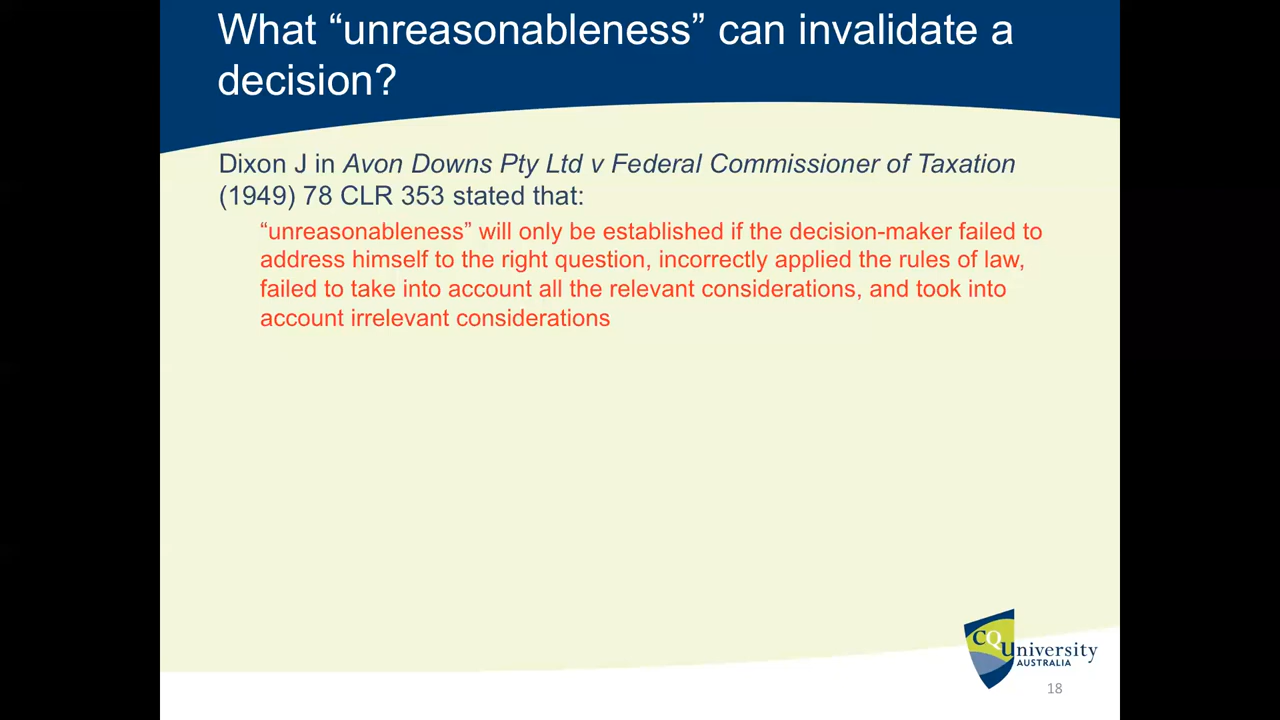 What “unreasonableness” can invalidate a
decision?
Dixon J in Avon Downs Pty Ltd v Federal Commissioner of Taxation
(1949) 78 CLR 353 stated that:
“unreasonableness” will only be established if the decision-maker failed to
address himself to the right question, incorrectly applied the rules of law,
failed to take into account all the relevant considerations, and took into
account irrelevant considerations
CQUniversity
AUSTRALIA
18